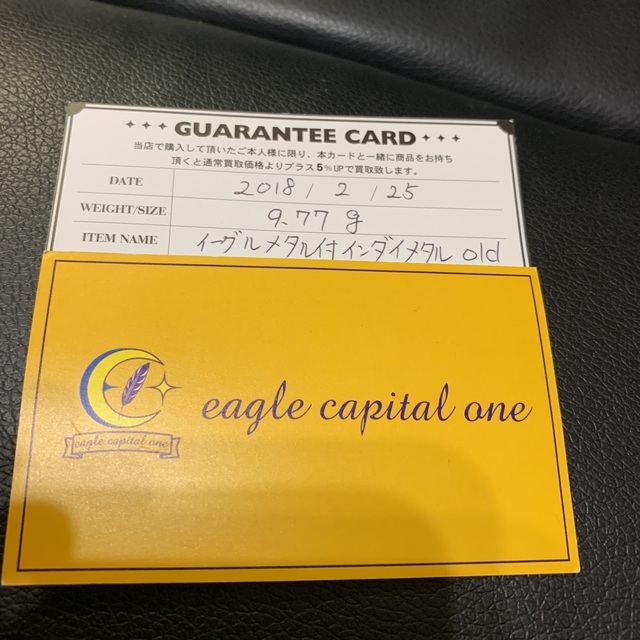 GUARANTEE CARD
当店で購入して頂いたご本人様に限り、本カードと一緒に商品をお持ち
頂くと通常買取価格よりプラス5%UPで買取致します。
DATE 2018 / 2 / 25
WEIGHT/SIZE 9.77 g
ITEM NAME イーグルメタル付インディメタル old
eagle capital one
eagle capital one